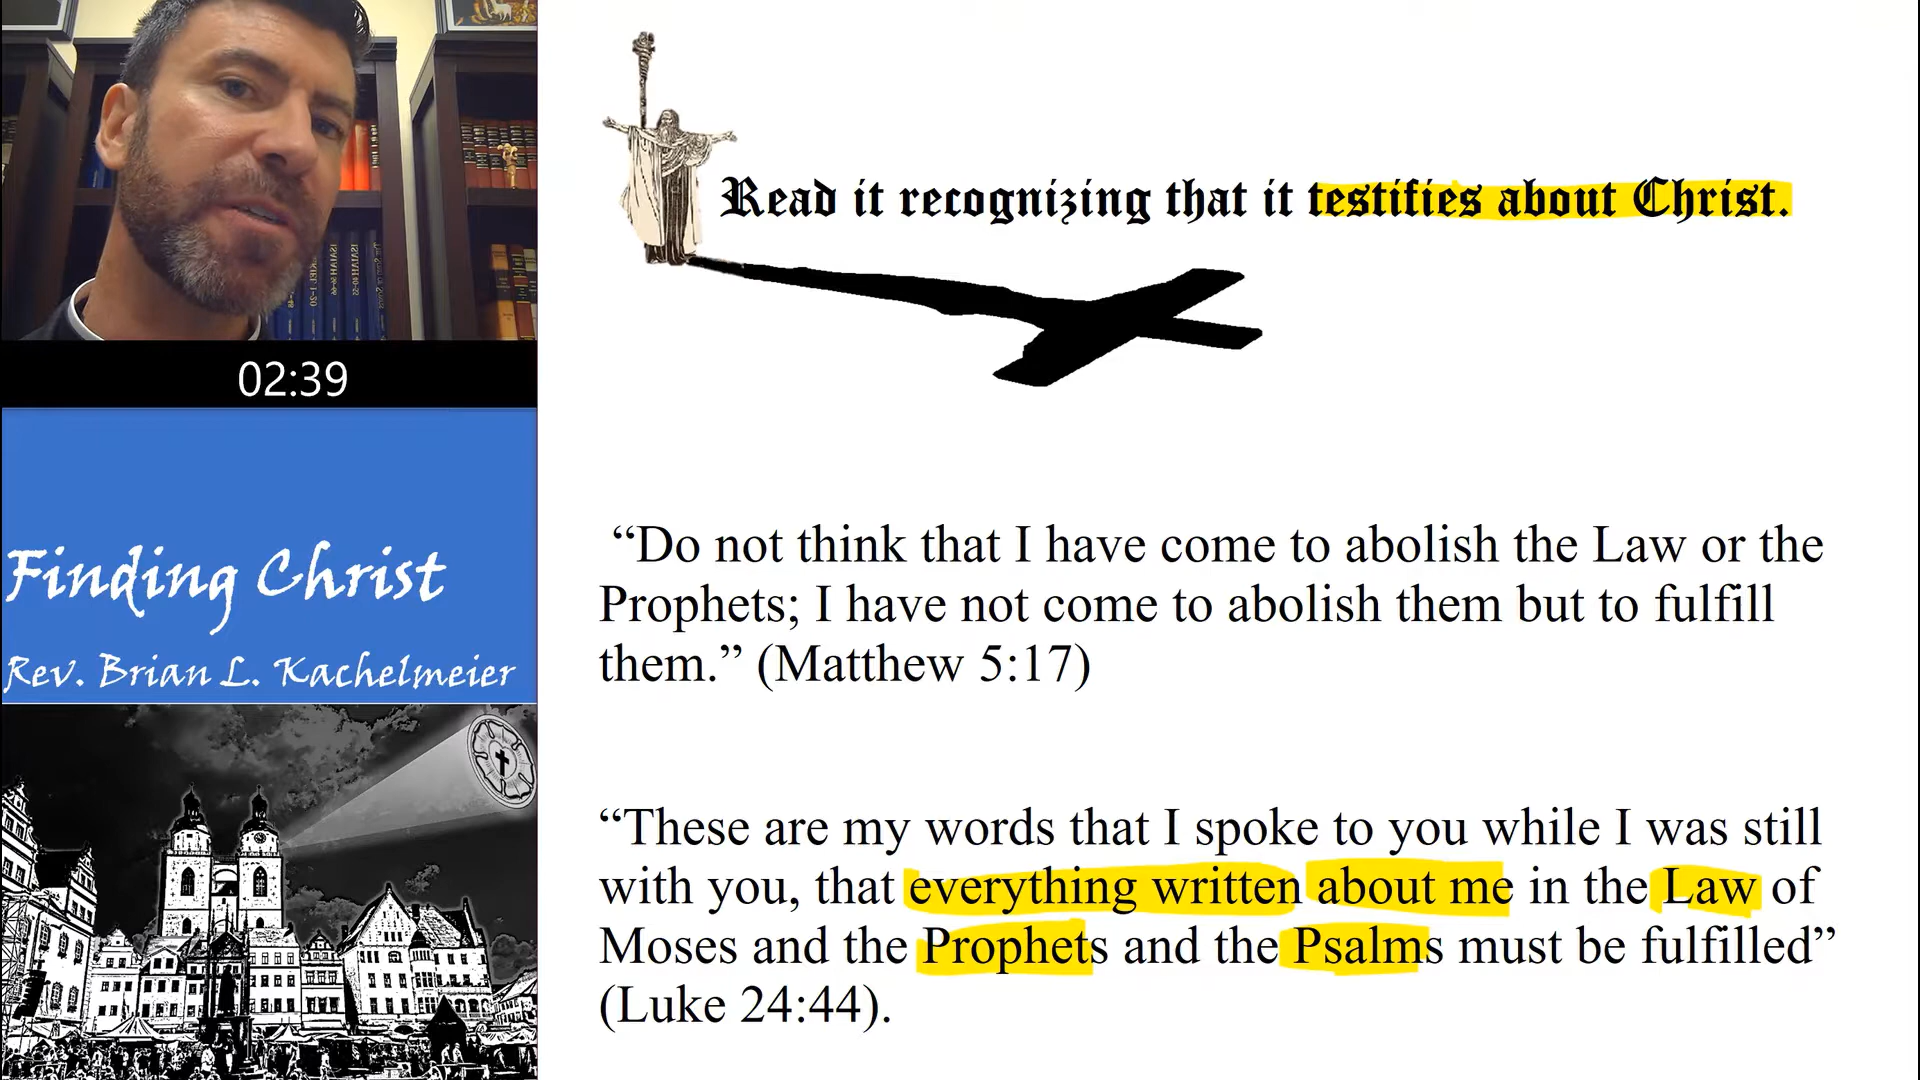 Read it recognizing that it testifies about Christ.
02:39
Finding Christ
Rev. Brian L. Kachelmeier
“Do not think that I have come to abolish the Law or the
Prophets; I have not come to abolish them but to fulfill
them.” (Matthew 5:17)
“These are my words that I spoke to you while I was still
with you, that everything written about me in the Law of
Moses and the Prophets and the Psalms must be fulfilled”
(Luke 24:44).